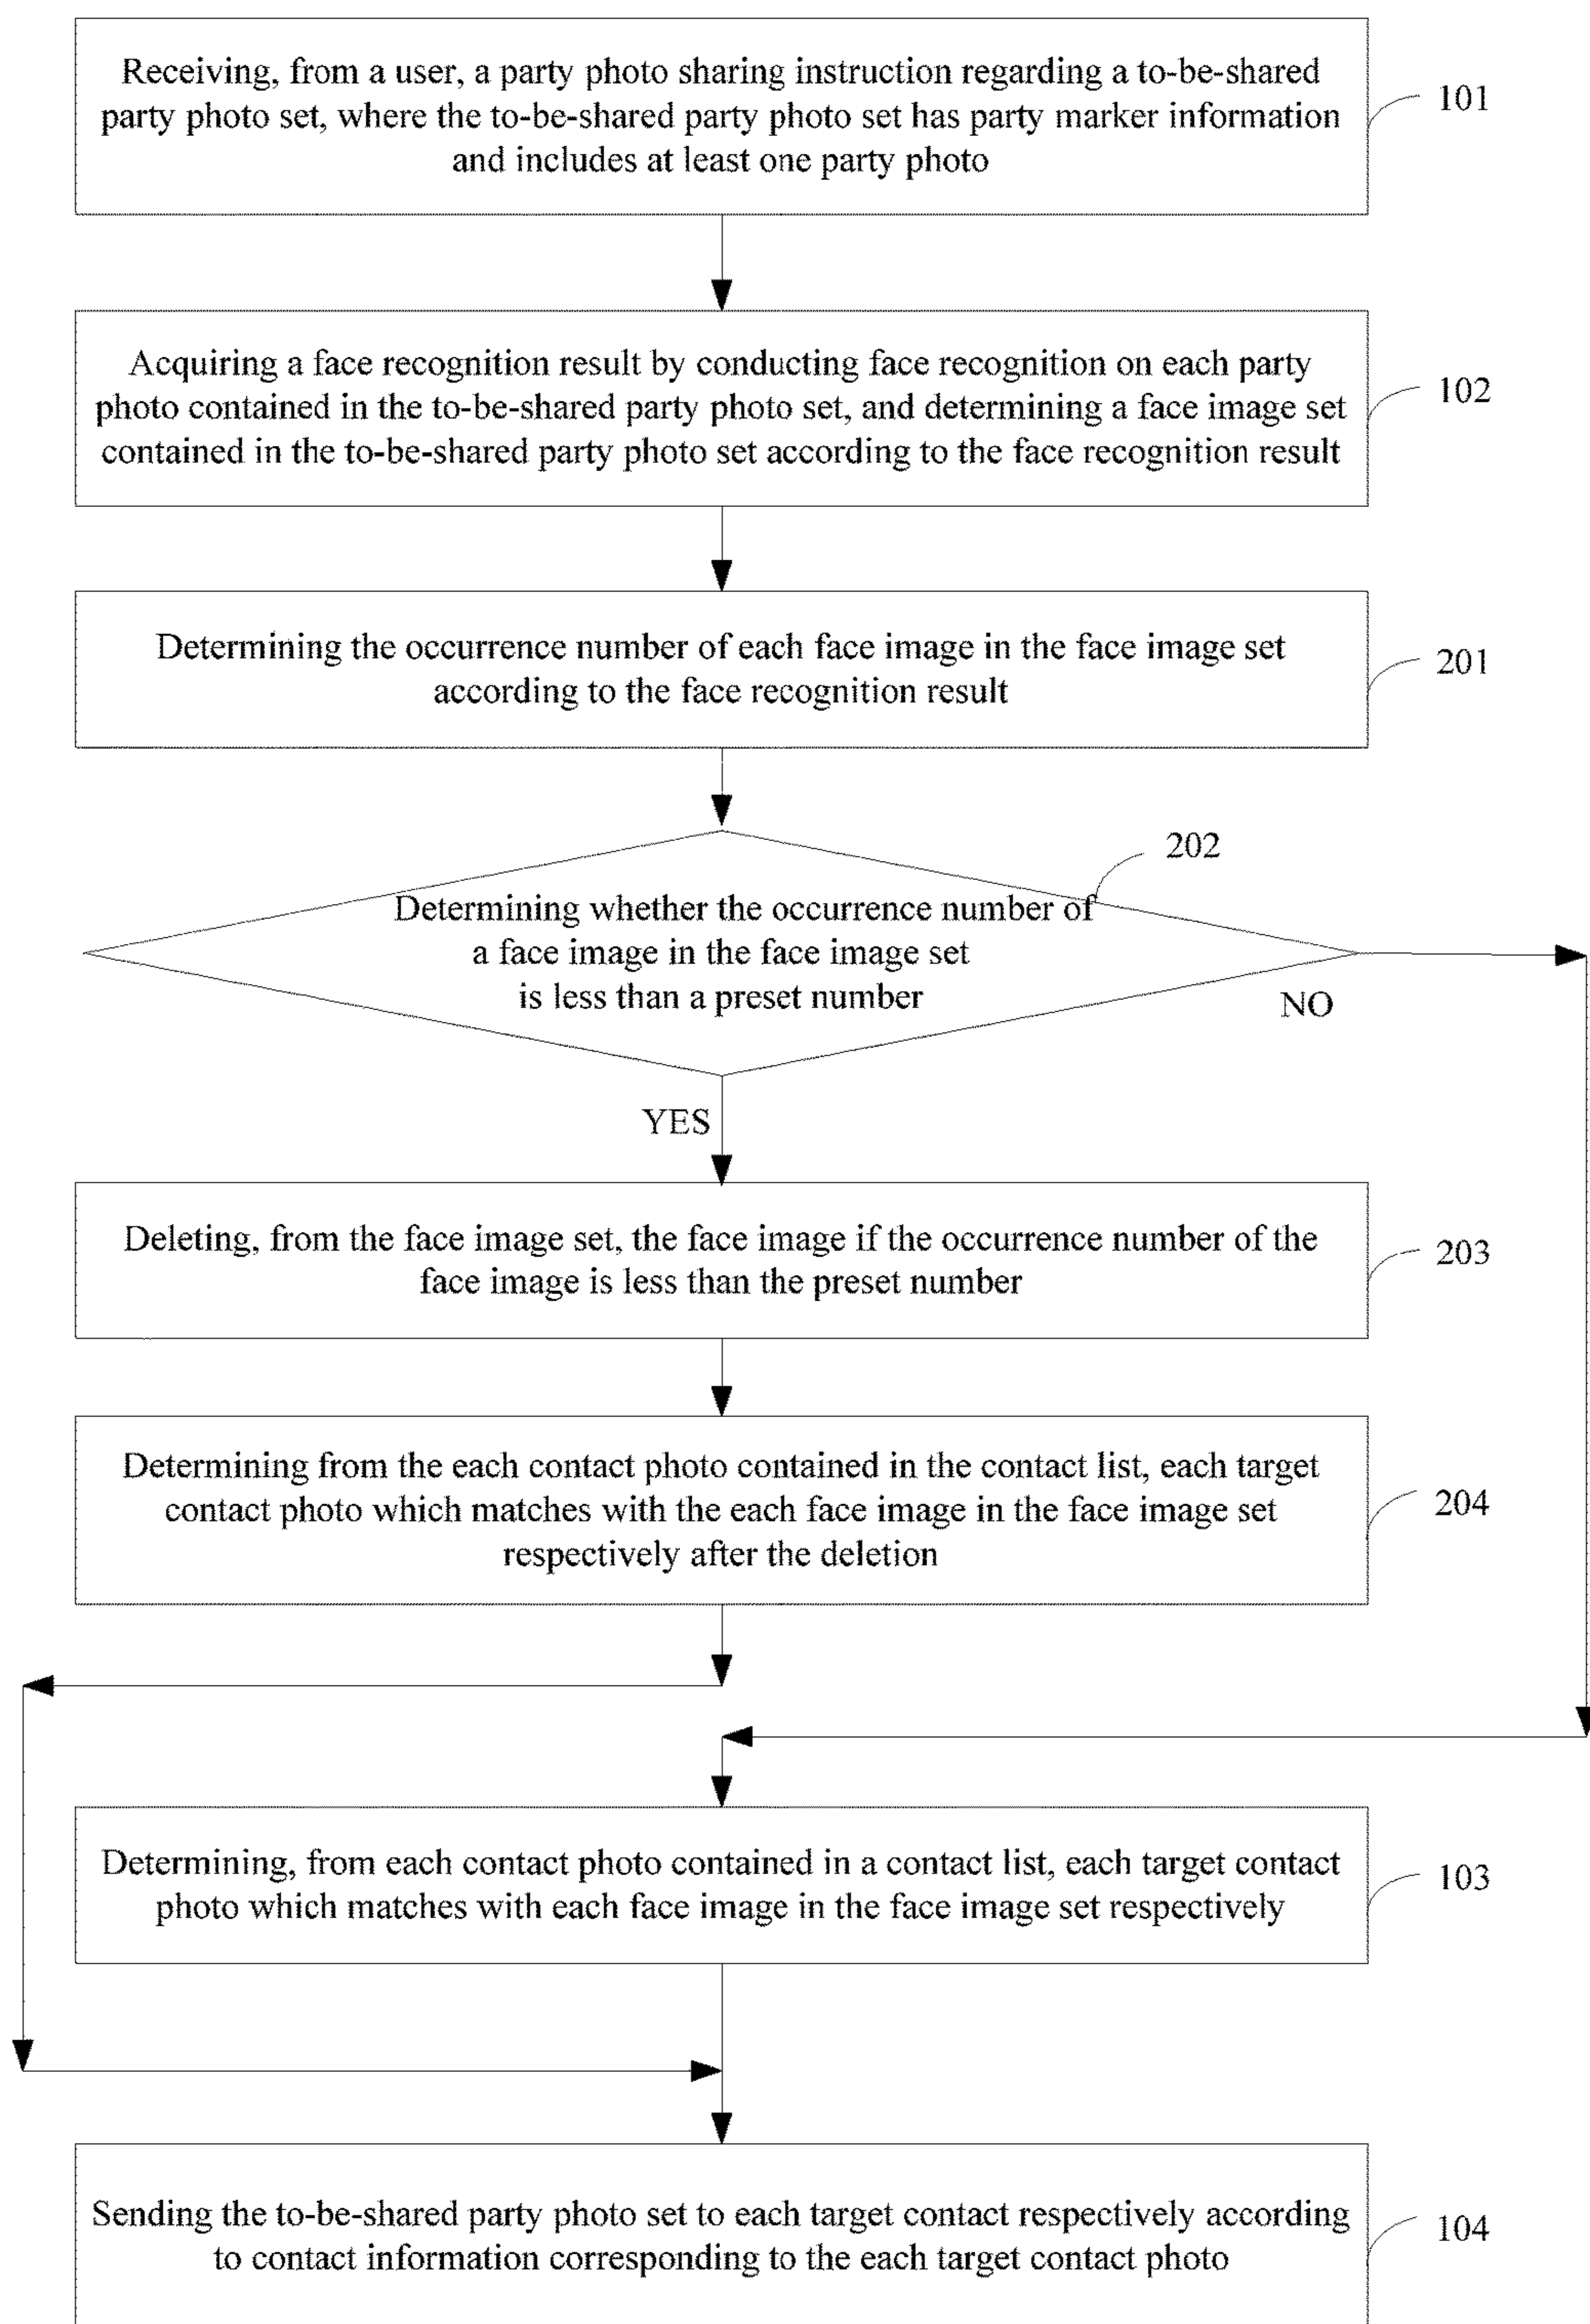 Receiving, from a user, a party photo sharing instruction regarding a to-be-shared
party photo set, where the to-be-shared party photo set has party marker information
and includes at least one party photo
101
Acquiring a face recognition result by conducting face recognition on each party
photo contained in the to-be-shared party photo set, and determining a face image set
contained in the to-be-shared party photo set according to the face recognition result
102
Determining the occurrence number of each face image in the face image set
according to the face recognition result
201
202
Determining whether the occurrence number of
a face image in the face image set
is less than a preset number
NO
YES
Deleting, from the face image set, the face image if the occurrence number of the
face image is less than the preset number
203
Determining from the each contact photo contained in the contact list, each target
contact photo which matches with the each face image in the face image set
respectively after the deletion
204
Determining, from each contact photo contained in a contact list, each target contact
photo which matches with each face image in the face image set respectively
103
Sending the to-be-shared party photo set to each target contact respectively according
to contact information corresponding to the each target contact photo
104